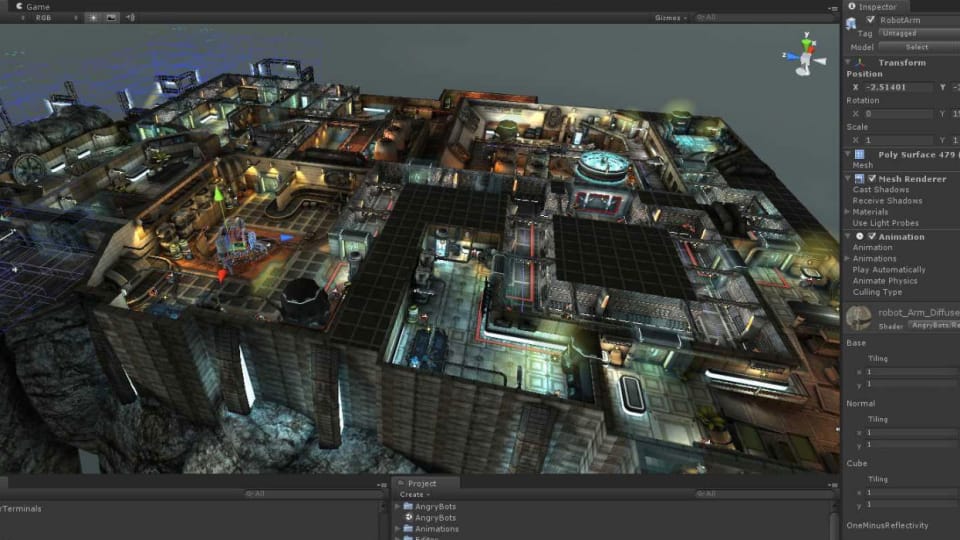 Game
RGB
Gizmos
All
y
x
z
Inspector
RobotArm
Tag Untagged
Model Select
Transform
Position
X -2.51401 Y -2
Rotation
X 0 Y 15
Scale
X 1 Y 1
Poly Surface 479 (
Mesh
Mesh Renderer
Cast Shadows
Receive Shadows
Materials
Use Light Probes
Animation
Animation
Animations
Play Automatically
Animate Physics
Culling Type
robot_Arm_Diffuse
Shader AngryBots/Re
Base
Tiling
x 1
y 1
Normal
Tiling
x 1
y 1
Cube
Tiling
x 1
y 1
OneMinusReflectivity
All
rTerminals
Project
Create
All
AngryBots
AngryBots
Animations
Editor